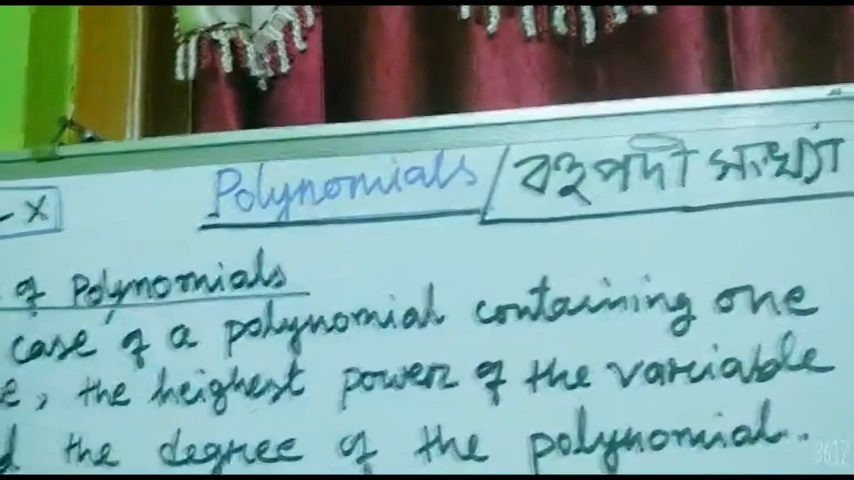 Polynomials/বহুপদী সংখ্যা
- X
of Polynomials
case of a polynomial containing one
e, the heighest power of the variable
d the degree of the polynomial.